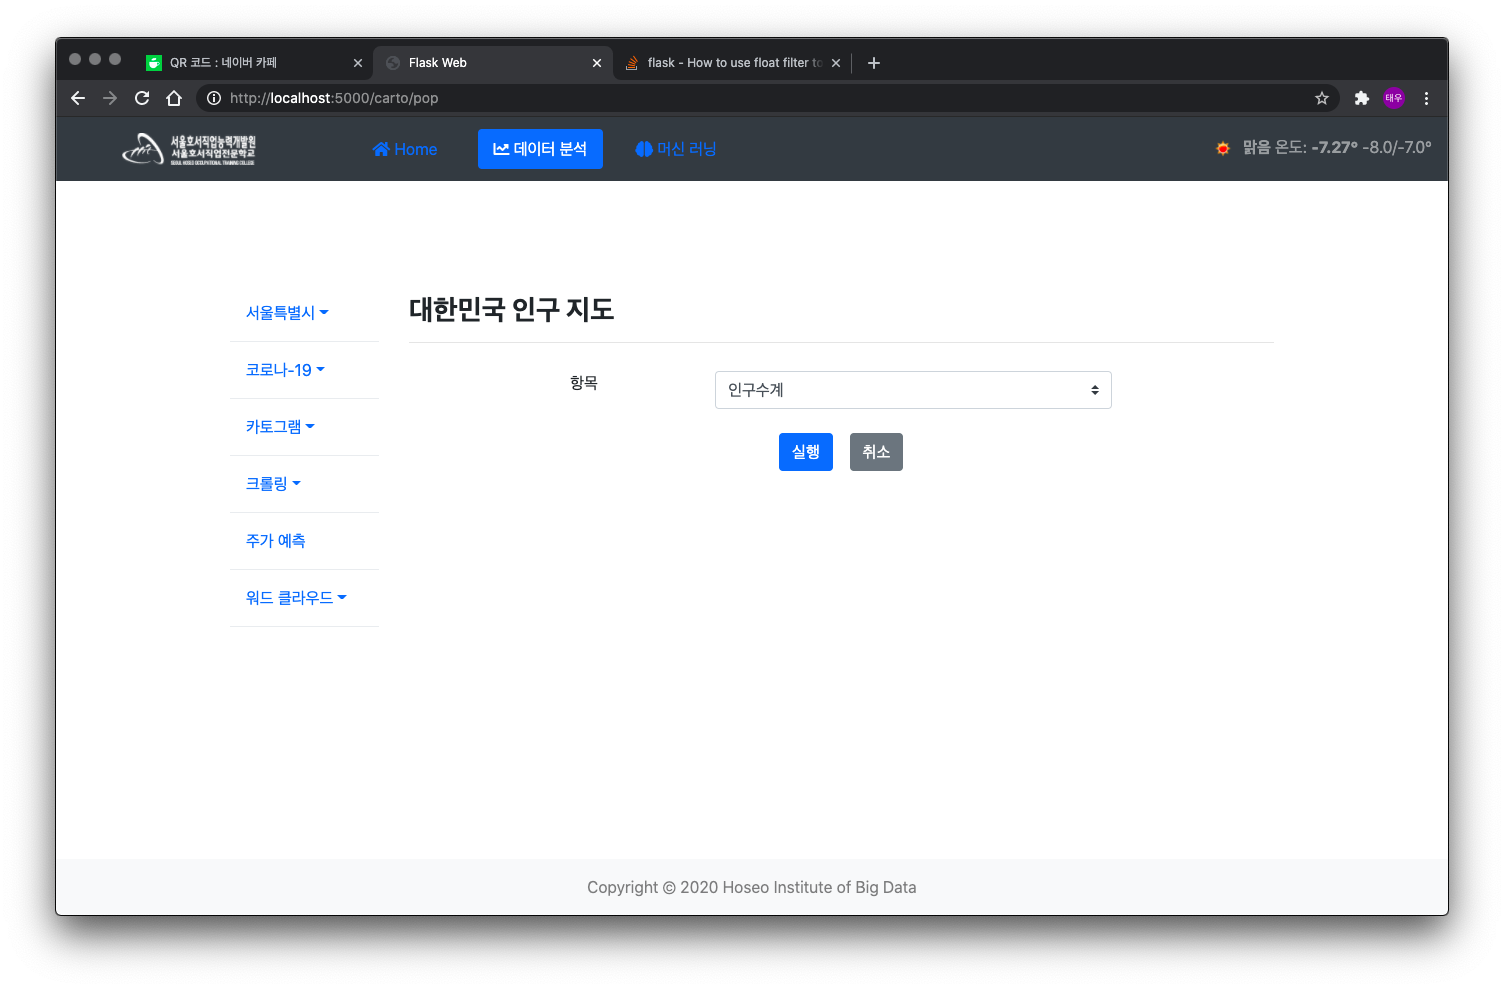 QR 코드 : 네이버 카페
Flask Web
flask - How to use float filter to
http://localhost:5000/carto/pop
태우
서울호서직업능력개발원
서울호서직업전문학교
SEOUL HOSEO OCCUPATIONAL TRAINING COLLEGE
Home
데이터 분석
머신 러닝
맑음 온도: -7.27° -8.0/-7.0°
서울특별시
코로나-19
카토그램
크롤링
주가 예측
워드 클라우드
대한민국 인구 지도
항목
인구수계
실행
취소
Copyright © 2020 Hoseo Institute of Big Data